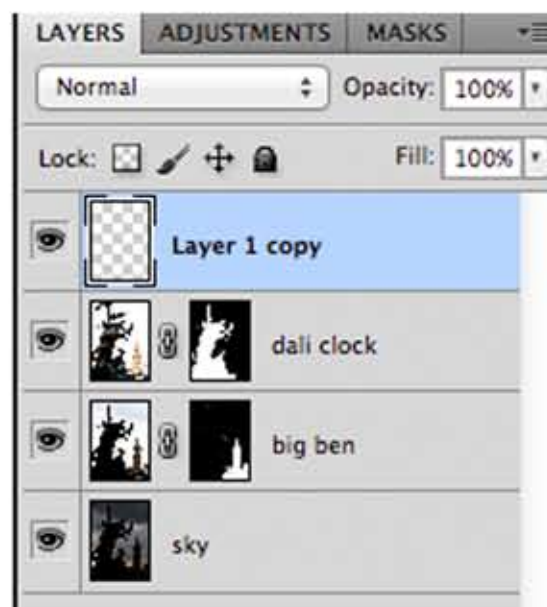 LAYERS ADJUSTMENTS MASKS
Normal Opacity: 100%
Lock: Fill: 100%
Layer 1 copy
dali clock
big ben
sky